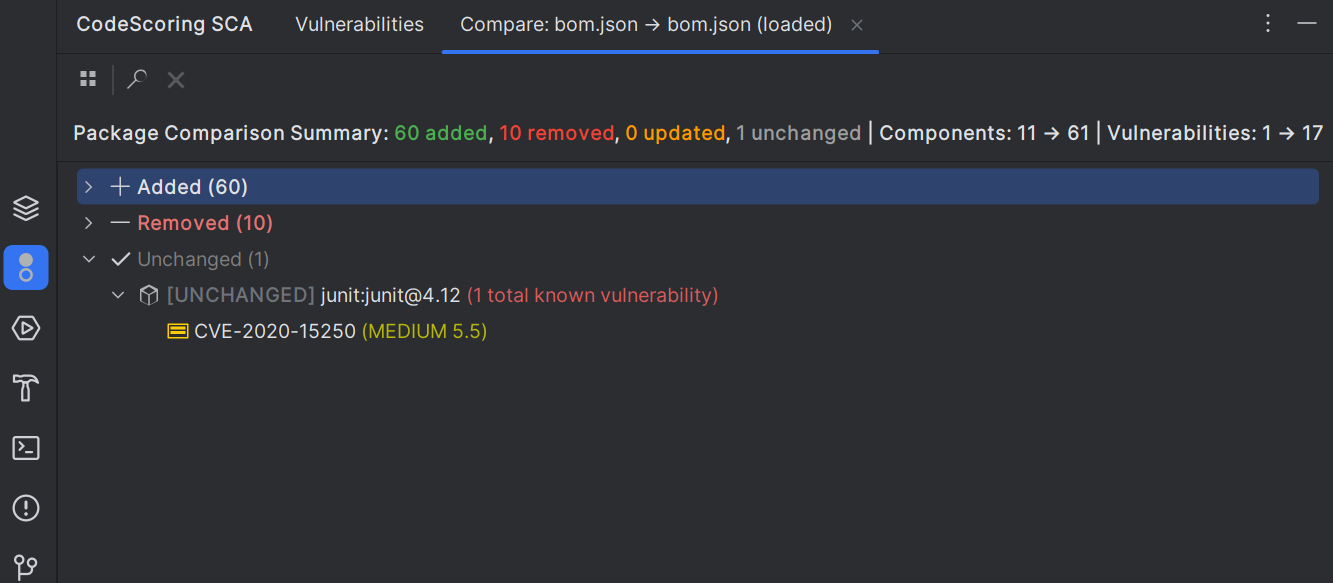 CodeScoring SCA Vulnerabilities Compare: bom.json → bom.json (loaded)
Package Comparison Summary: 60 added, 10 removed, 0 updated, 1 unchanged | Components: 11 → 61 | Vulnerabilities: 1 → 17
Added (60)
Removed (10)
Unchanged (1)
[UNCHANGED] junit:junit@4.12 (1 total known vulnerability)
CVE-2020-15250 (MEDIUM 5.5)